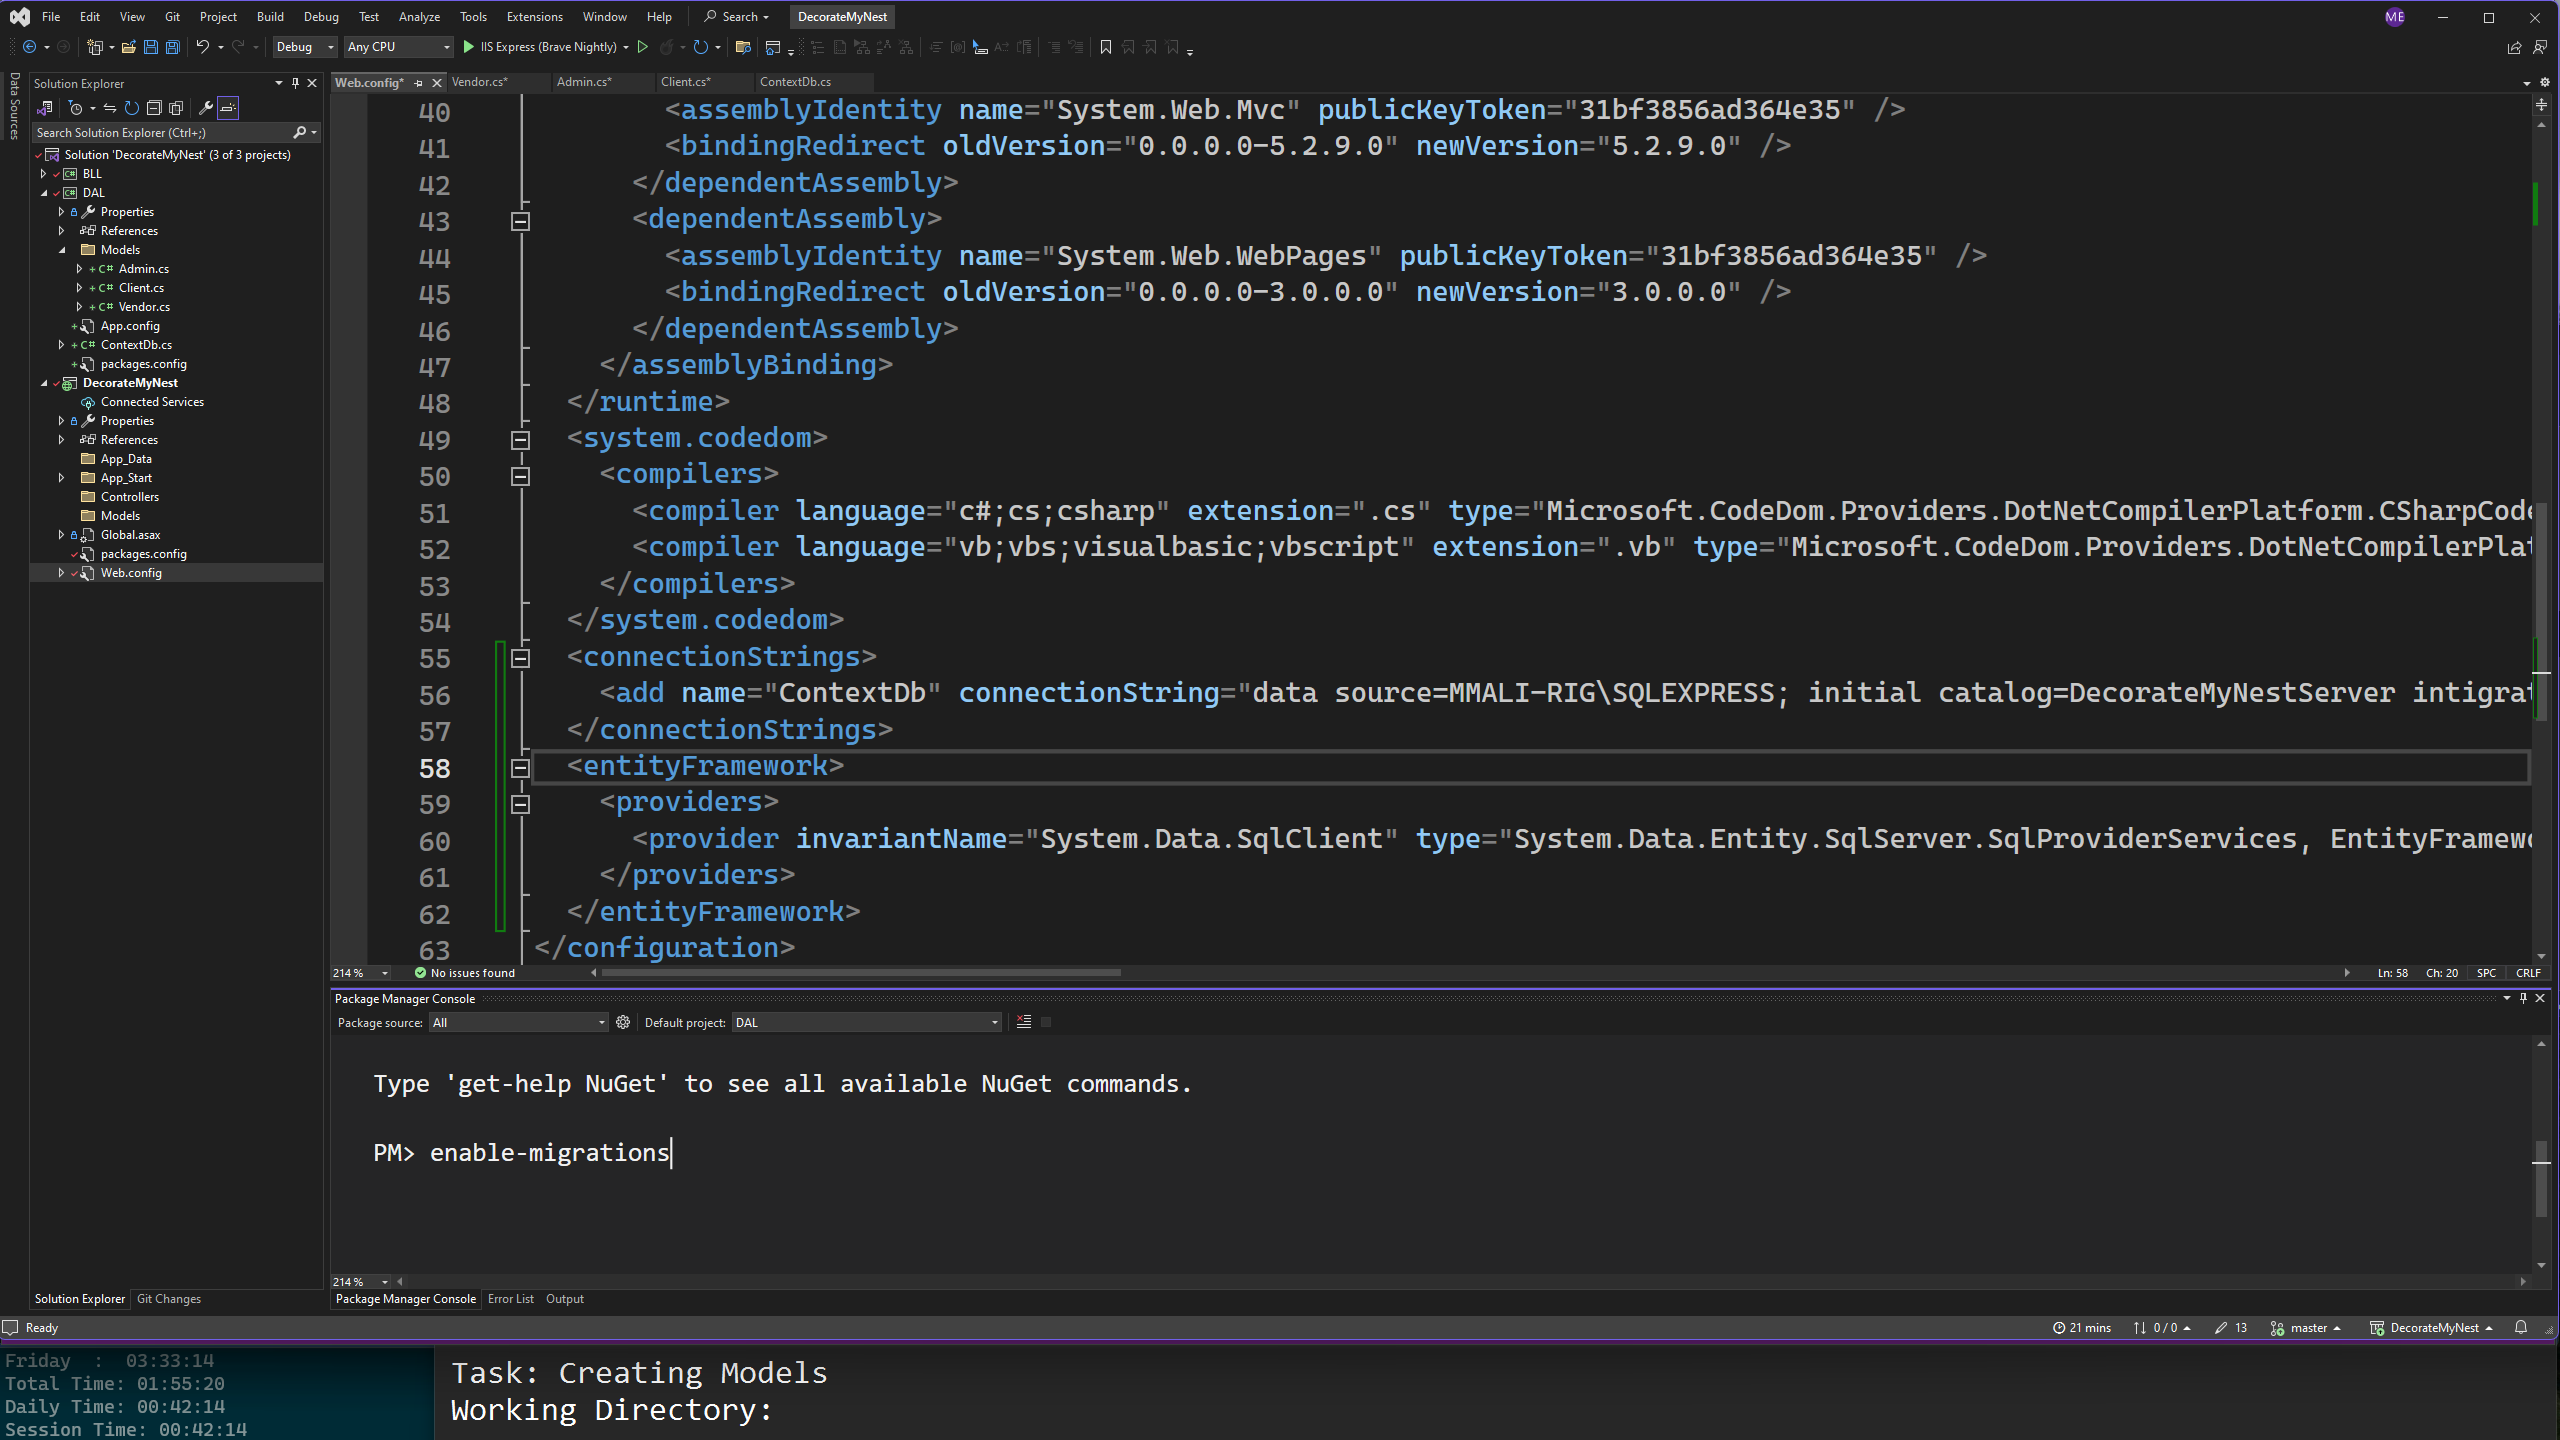 File Edit View Git Project Build Debug Test Analyze Tools Extensions Window Help Search DecorateMyNest ME
Debug Any CPU IIS Express (Brave Nightly)
Data Sources
Solution Explorer
Search Solution Explorer (Ctrl+;)
Solution 'DecorateMyNest' (3 of 3 projects)
BLL
DAL
Properties
References
Models
C# Admin.cs
C# Client.cs
C# Vendor.cs
App.config
C# ContextDb.cs
packages.config
DecorateMyNest
Connected Services
Properties
References
App_Data
App_Start
Controllers
Models
Global.asax
packages.config
Web.config
Solution Explorer Git Changes
Web.config* Vendor.cs* Admin.cs* Client.cs* ContextDb.cs
40 <assemblyIdentity name="System.Web.Mvc" publicKeyToken="31bf3856ad364e35" />
41 <bindingRedirect oldVersion="0.0.0.0-5.2.9.0" newVersion="5.2.9.0" />
42 </dependentAssembly>
43 <dependentAssembly>
44 <assemblyIdentity name="System.Web.WebPages" publicKeyToken="31bf3856ad364e35" />
45 <bindingRedirect oldVersion="0.0.0.0-3.0.0.0" newVersion="3.0.0.0" />
46 </dependentAssembly>
47 </assemblyBinding>
48 </runtime>
49 <system.codedom>
50 <compilers>
51 <compiler language="c#;cs;csharp" extension=".cs" type="Microsoft.CodeDom.Providers.DotNetCompilerPlatform.CSharpCode
52 <compiler language="vb;vbs;visualbasic;vbscript" extension=".vb" type="Microsoft.CodeDom.Providers.DotNetCompilerPlat
53 </compilers>
54 </system.codedom>
55 <connectionStrings>
56 <add name="ContextDb" connectionString="data source=MMALI-RIG\SQLEXPRESS; initial catalog=DecorateMyNestServer intigrat
57 </connectionStrings>
58 <entityFramework>
59 <providers>
60 <provider invariantName="System.Data.SqlClient" type="System.Data.Entity.SqlServer.SqlProviderServices, EntityFramewo
61 </providers>
62 </entityFramework>
63 </configuration>
214 % No issues found Ln: 58 Ch: 20 SPC CRLF
Package Manager Console
Package source: All Default project: DAL
Type 'get-help NuGet' to see all available NuGet commands.
PM> enable-migrations
214 %
Package Manager Console Error List Output
Ready 21 mins 0 / 0 13 master DecorateMyNest
Friday : 03:33:14
Total Time: 01:55:20
Daily Time: 00:42:14
Session Time: 00:42:14
Task: Creating Models
Working Directory: